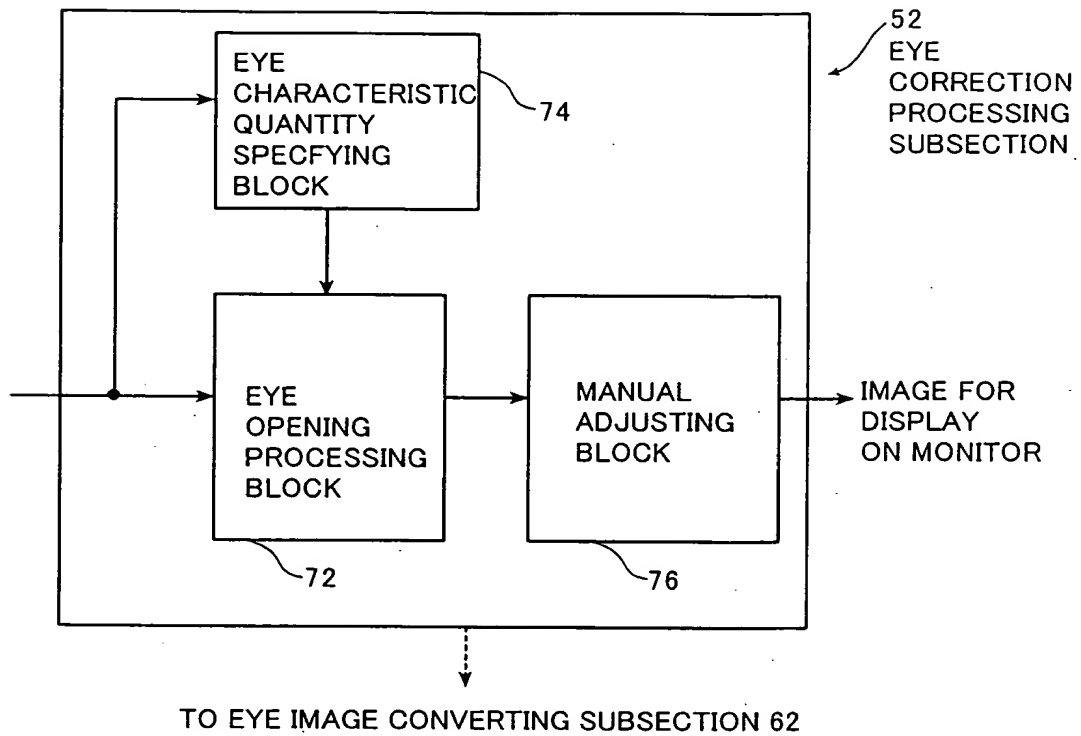 52
EYE
CORRECTION
PROCESSING
SUBSECTION
EYE
CHARACTERISTIC
QUANTITY
SPECFYING
BLOCK
74
EYE
OPENING
PROCESSING
BLOCK
72
MANUAL
ADJUSTING
BLOCK
76
IMAGE FOR
DISPLAY
ON MONITOR
TO EYE IMAGE CONVERTING SUBSECTION 62